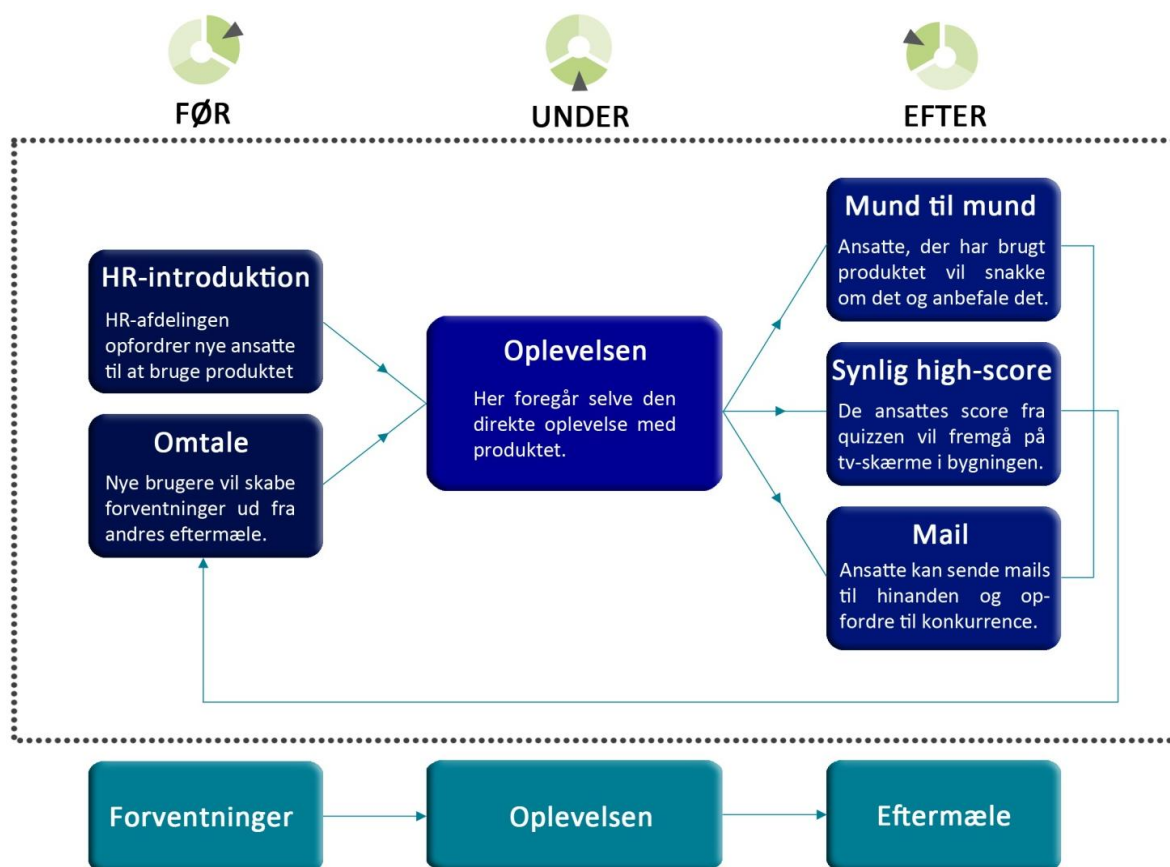 FØR
UNDER
EFTER
HR-introduktion
HR-afdelingen
opfordrer nye ansatte
til at bruge produktet
Omtale
Nye brugere vil skabe
forventninger ud fra
andres eftermæle.
Oplevelsen
Her foregår selve den
direkte oplevelse med
produktet.
Mund til mund
Ansatte, der har brugt
produktet vil snakke
om det og anbefale det.
Synlig high-score
De ansattes score fra
quizzen vil fremgå på
tv-skærme i bygningen.
Mail
Ansatte kan sende mails
til hinanden og op-
fordre til konkurrence.
Forventninger
Oplevelsen
Eftermæle